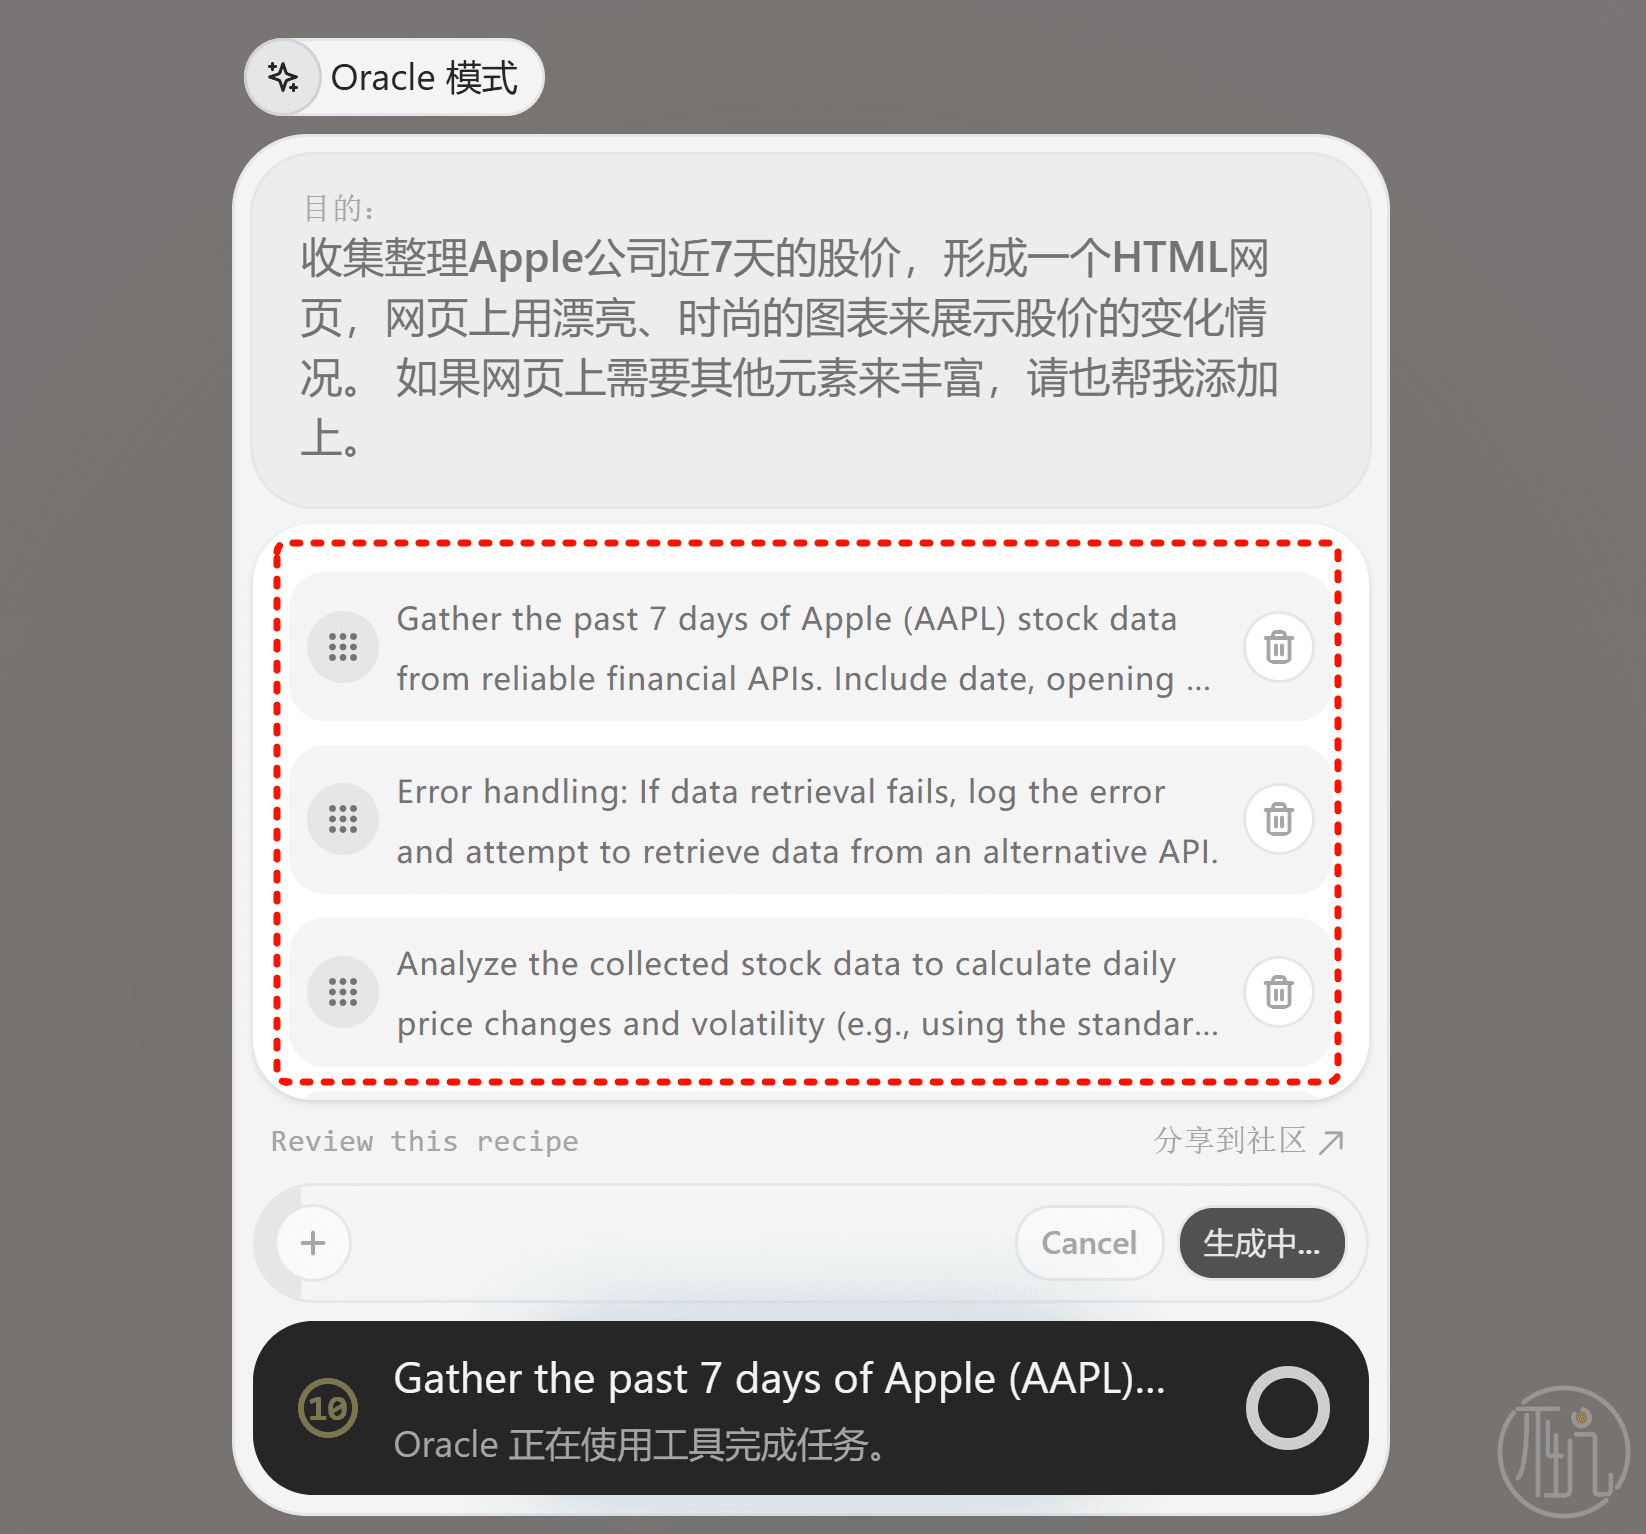 Oracle 模式
目的：
收集整理Apple公司近7天的股价，形成一个HTML网
页，网页上用漂亮、时尚的图表来展示股价的变化情
况。 如果网页上需要其他元素来丰富，请也帮我添加
上。
Gather the past 7 days of Apple (AAPL) stock data
from reliable financial APIs. Include date, opening ...
Error handling: If data retrieval fails, log the error
and attempt to retrieve data from an alternative API.
Analyze the collected stock data to calculate daily
price changes and volatility (e.g., using the standar...
Review this recipe
分享到社区
Cancel
生成中...
10
Gather the past 7 days of Apple (AAPL)...
Oracle 正在使用工具完成任务。